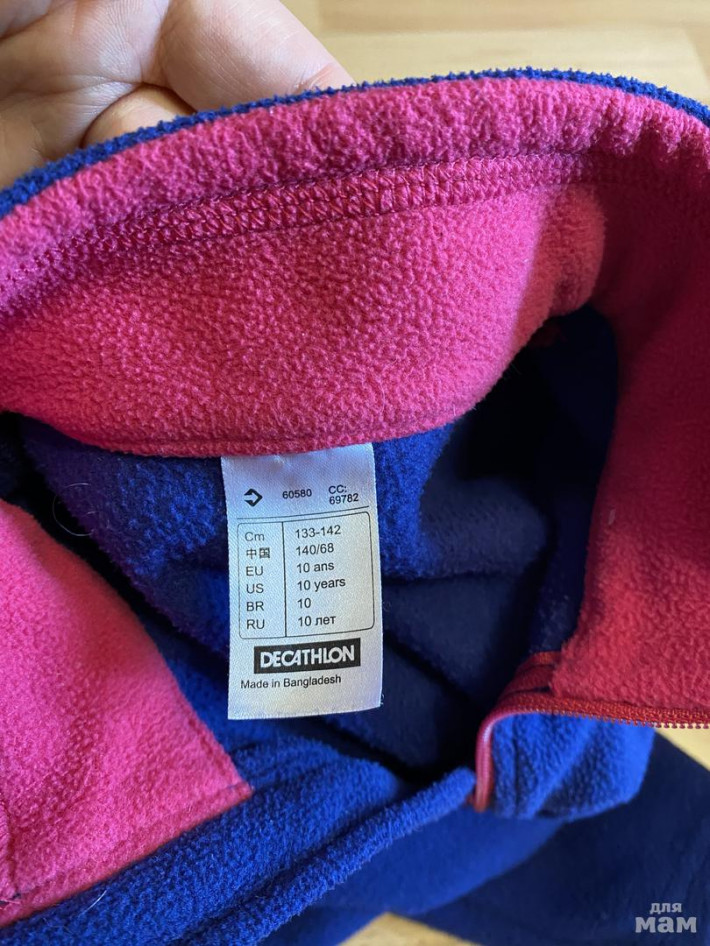 60580 CC: 69782
Cm 133-142
中国 140/68
EU 10 ans
US 10 years
BR 10
RU 10 лет
DECATHLON
Made in Bangladesh
для
мам